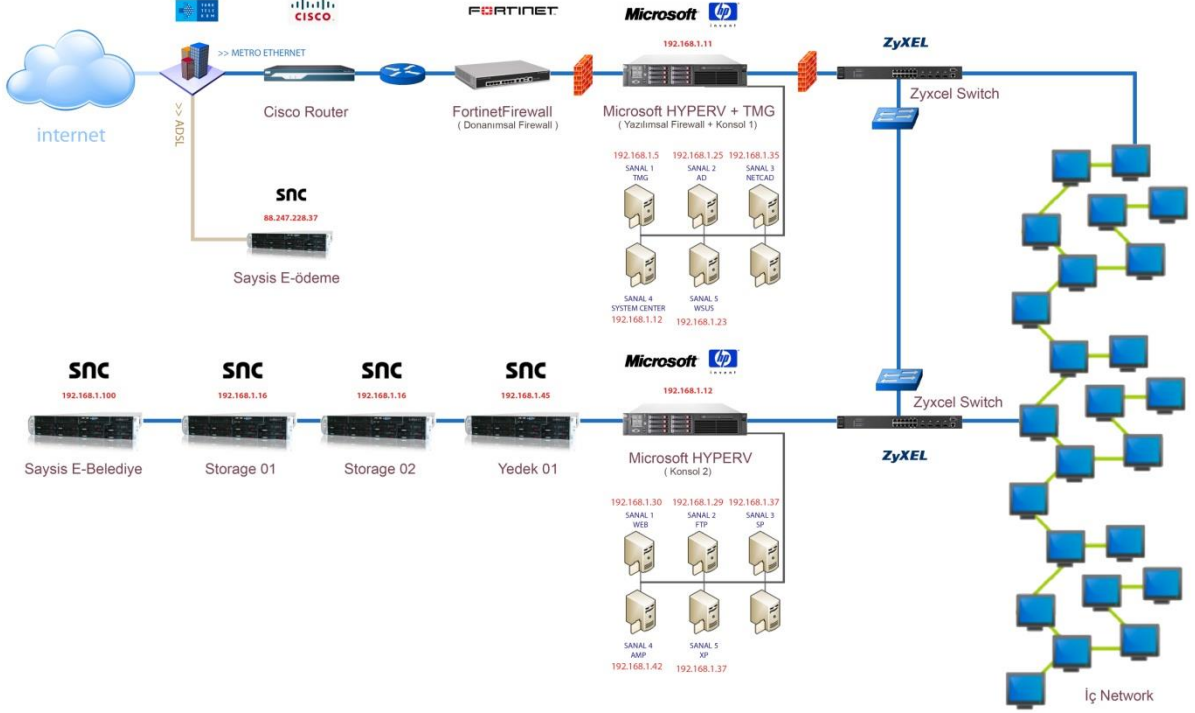 TÜRK
TELE
KOM
CISCO
FORTINET
Microsoft
hp
invent
192.168.1.11
ZyXEL
>> METRO ETHERNET
internet
>> ADSL
Cisco Router
FortinetFirewall
( Donanımsal Firewall )
Microsoft HYPERV + TMG
( Yazılımsal Firewall + Konsol 1 )
Zyxcel Switch
192.168.1.5
192.168.1.25
192.168.1.35
SANAL 1
TMG
SANAL 2
AD
SANAL 3
NETCAD
snc
88.247.228.37
Saysis E-ödeme
SANAL 4
SYSTEM CENTER
192.168.1.12
SANAL 5
WSUS
192.168.1.23
snc
192.168.1.100
Saysis E-Belediye
snc
192.168.1.16
Storage 01
snc
192.168.1.16
Storage 02
snc
192.168.1.45
Yedek 01
Microsoft
hp
invent
192.168.1.12
Microsoft HYPERV
( Konsol 2)
Zyxcel Switch
ZyXEL
192.168.1.30
192.168.1.29
192.168.1.37
SANAL 1
WEB
SANAL 2
FTP
SANAL 3
SP
SANAL 4
AMP
192.168.1.42
SANAL 5
XP
192.168.1.37
İç Network